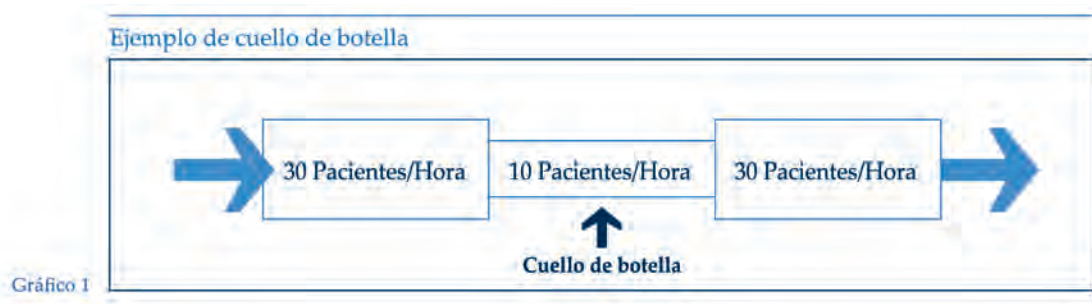 Ejemplo de cuello de botella
30 Pacientes/Hora
10 Pacientes/Hora
30 Pacientes/Hora
Cuello de botella
Gráfico 1